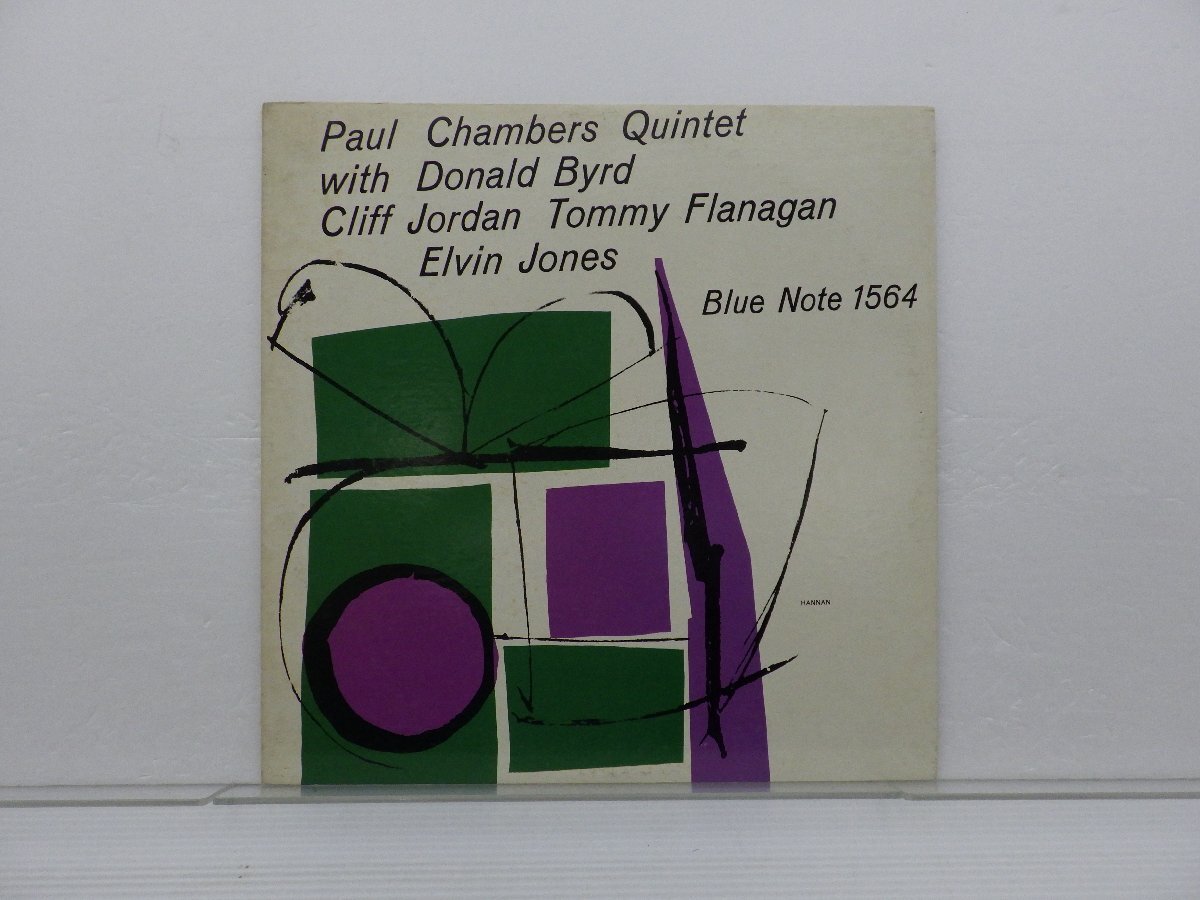 Paul Chambers Quintet
with Donald Byrd
Cliff Jordan Tommy Flanagan
Elvin Jones
Blue Note 1564
HANNAN